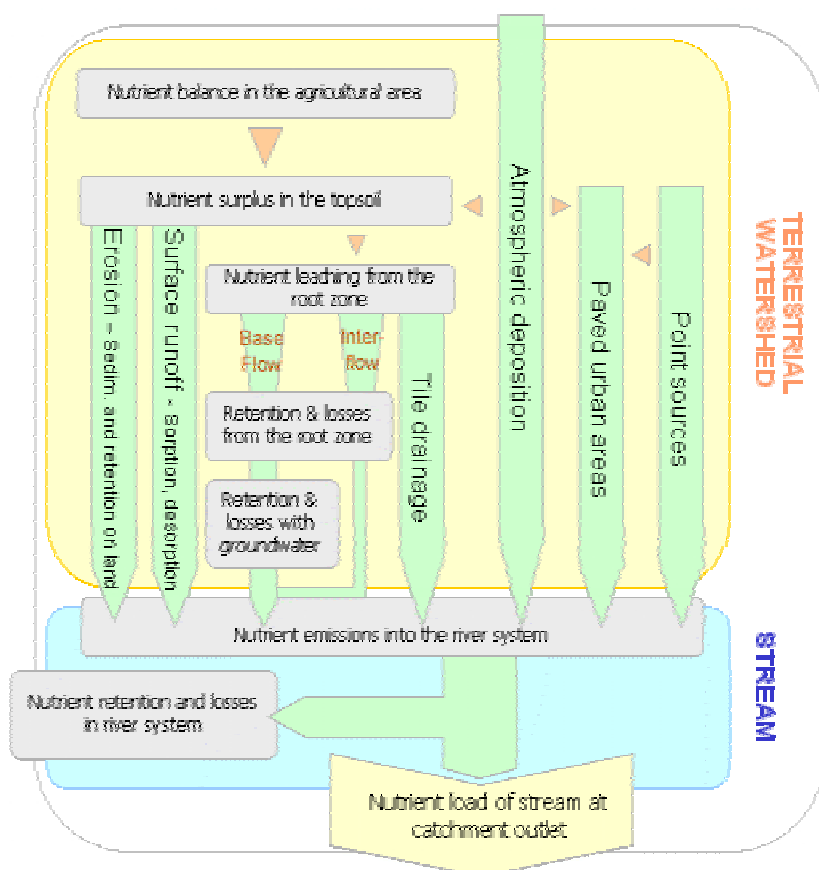 Nutrient balance in the agricultural area
Nutrient surplus in the topsoil
Nutrient leaching from the
root zone
Erosion - Sedim. and retention on land
Surface runoff - Sorption, desorption
Base
Flow
Inter-
flow
Retention & losses
from the root zone
Retention &
losses with
groundwater
Tile drainage
Atmospheric deposition
Paved urban areas
Point sources
TERRESTRIAL
WATERSHED
Nutrient emissions into the river system
STREAM
Nutrient retention and losses
in river system
Nutrient load of stream at
catchment outlet